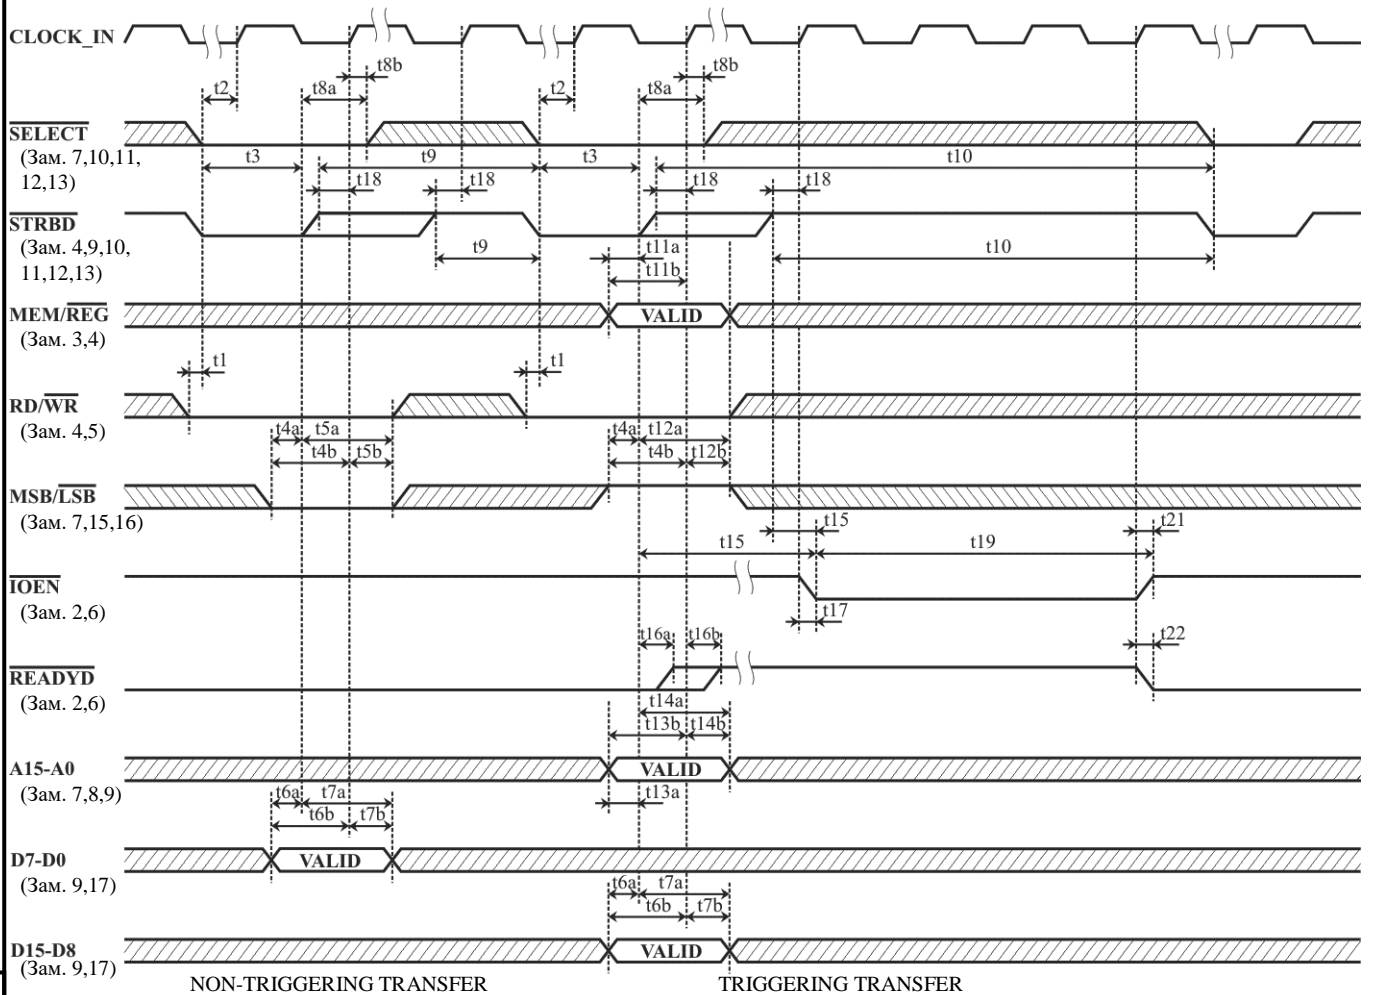 CLOCK_IN
t8b t8b
t2 t8a t2 t8a
SELECT
(Зам. 7,10,11,
12,13)
t3 t9 t3 t10
t18 t18 t18 t18
STRBD
(Зам. 4,9,10,
11,12,13)
t9 t11a t10
t11b
MEM/REG
(Зам. 3,4)
VALID
t1 t1
RD/WR
(Зам. 4,5)
t4a t5a t4a t12a
t4b t5b t4b t12b
MSB/LSB
(Зам. 7,15,16)
t15 t21
t15 t19
IOEN
(Зам. 2,6)
t17
t16a t16b t22
READYD
(Зам. 2,6)
t14a
t13b t14b
A15-A0
(Зам. 7,8,9)
VALID
t6a t7a t13a
t6b t7b
D7-D0
(Зам. 9,17)
VALID
t6a t7a
t6b t7b
D15-D8
(Зам. 9,17)
VALID
NON-TRIGGERING TRANSFER TRIGGERING TRANSFER